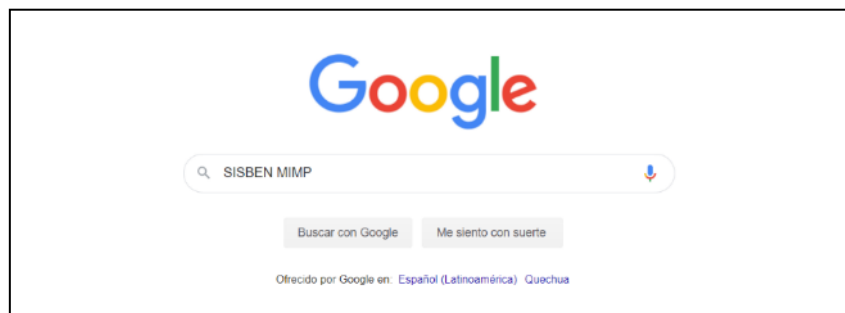 Google
SISBEN MIMP
Buscar con Google Me siento con suerte
Ofrecido por Google en: Español (Latinoamérica) Quechua